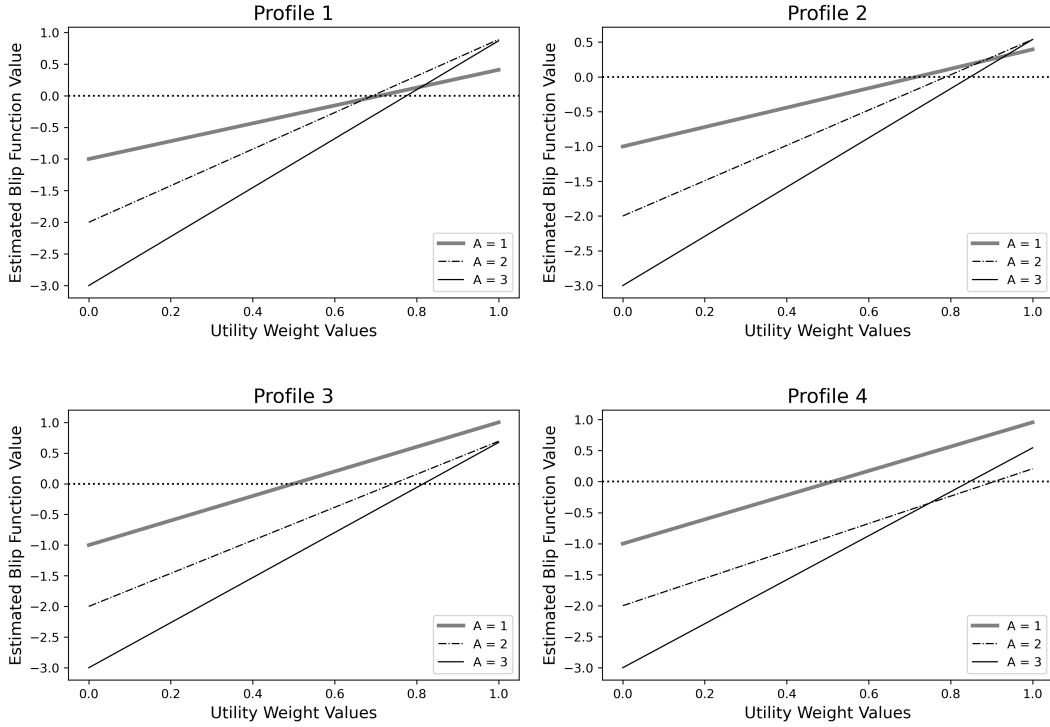 Profile 1
Estimated Blip Function Value
1.0
0.5
0.0
−0.5
−1.0
−1.5
−2.0
−2.5
−3.0
0.0 0.2 0.4 0.6 0.8 1.0
Utility Weight Values
A = 1
A = 2
A = 3
Profile 2
Estimated Blip Function Value
0.5
0.0
−0.5
−1.0
−1.5
−2.0
−2.5
−3.0
0.0 0.2 0.4 0.6 0.8 1.0
Utility Weight Values
A = 1
A = 2
A = 3
Profile 3
Estimated Blip Function Value
1.0
0.5
0.0
−0.5
−1.0
−1.5
−2.0
−2.5
−3.0
0.0 0.2 0.4 0.6 0.8 1.0
Utility Weight Values
A = 1
A = 2
A = 3
Profile 4
Estimated Blip Function Value
1.0
0.5
0.0
−0.5
−1.0
−1.5
−2.0
−2.5
−3.0
0.0 0.2 0.4 0.6 0.8 1.0
Utility Weight Values
A = 1
A = 2
A = 3